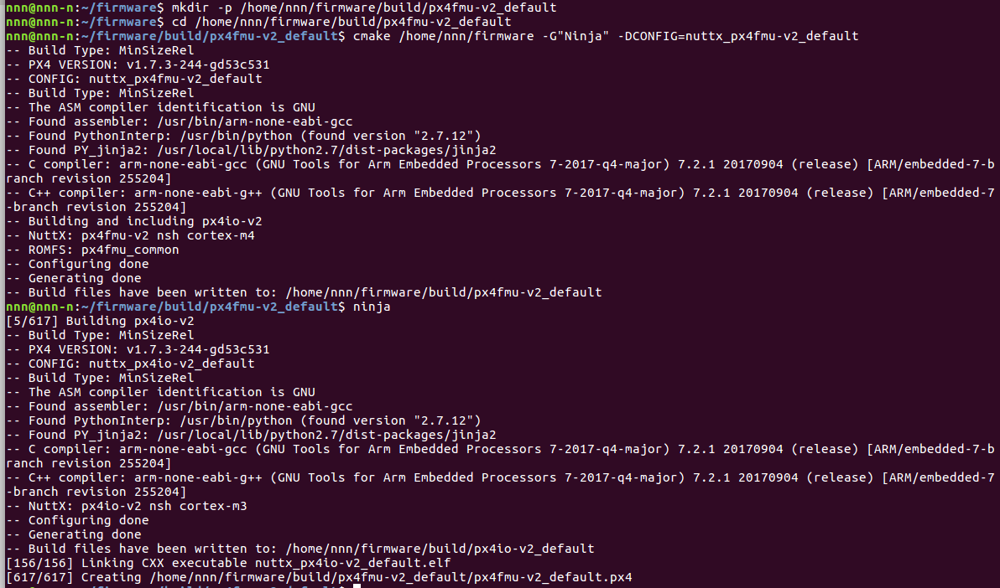 nnn@nnn-n:~/firmware$ mkdir -p /home/nnn/firmware/build/px4fmu-v2_default
nnn@nnn-n:~/firmware$ cd /home/nnn/firmware/build/px4fmu-v2_default
nnn@nnn-n:~/firmware/build/px4fmu-v2_default$ cmake /home/nnn/firmware -G"Ninja" -DCONFIG=nuttx_px4fmu-v2_default
-- Build Type: MinSizeRel
-- PX4 VERSION: v1.7.3-244-gd53c531
-- CONFIG: nuttx_px4fmu-v2_default
-- Build Type: MinSizeRel
-- The ASM compiler identification is GNU
-- Found assembler: /usr/bin/arm-none-eabi-gcc
-- Found PythonInterp: /usr/bin/python (found version "2.7.12")
-- Found PY_jinja2: /usr/local/lib/python2.7/dist-packages/jinja2
-- C compiler: arm-none-eabi-gcc (GNU Tools for Arm Embedded Processors 7-2017-q4-major) 7.2.1 20170904 (release) [ARM/embedded-7-b
ranch revision 255204]
-- C++ compiler: arm-none-eabi-g++ (GNU Tools for Arm Embedded Processors 7-2017-q4-major) 7.2.1 20170904 (release) [ARM/embedded-7
-branch revision 255204]
-- Building and including px4io-v2
-- NuttX: px4fmu-v2 nsh cortex-m4
-- ROMFS: px4fmu_common
-- Configuring done
-- Generating done
-- Build files have been written to: /home/nnn/firmware/build/px4fmu-v2_default
nnn@nnn-n:~/firmware/build/px4fmu-v2_default$ ninja
[5/617] Building px4io-v2
-- Build Type: MinSizeRel
-- PX4 VERSION: v1.7.3-244-gd53c531
-- CONFIG: nuttx_px4io-v2_default
-- Build Type: MinSizeRel
-- The ASM compiler identification is GNU
-- Found assembler: /usr/bin/arm-none-eabi-gcc
-- Found PythonInterp: /usr/bin/python (found version "2.7.12")
-- Found PY_jinja2: /usr/local/lib/python2.7/dist-packages/jinja2
-- C compiler: arm-none-eabi-gcc (GNU Tools for Arm Embedded Processors 7-2017-q4-major) 7.2.1 20170904 (release) [ARM/embedded-7-b
ranch revision 255204]
-- C++ compiler: arm-none-eabi-g++ (GNU Tools for Arm Embedded Processors 7-2017-q4-major) 7.2.1 20170904 (release) [ARM/embedded-7
-branch revision 255204]
-- NuttX: px4io-v2 nsh cortex-m3
-- Configuring done
-- Generating done
-- Build files have been written to: /home/nnn/firmware/build/px4io-v2_default
[156/156] Linking CXX executable nuttx_px4io-v2_default.elf
[617/617] Creating /home/nnn/firmware/build/px4fmu-v2_default/px4fmu-v2_default.px4